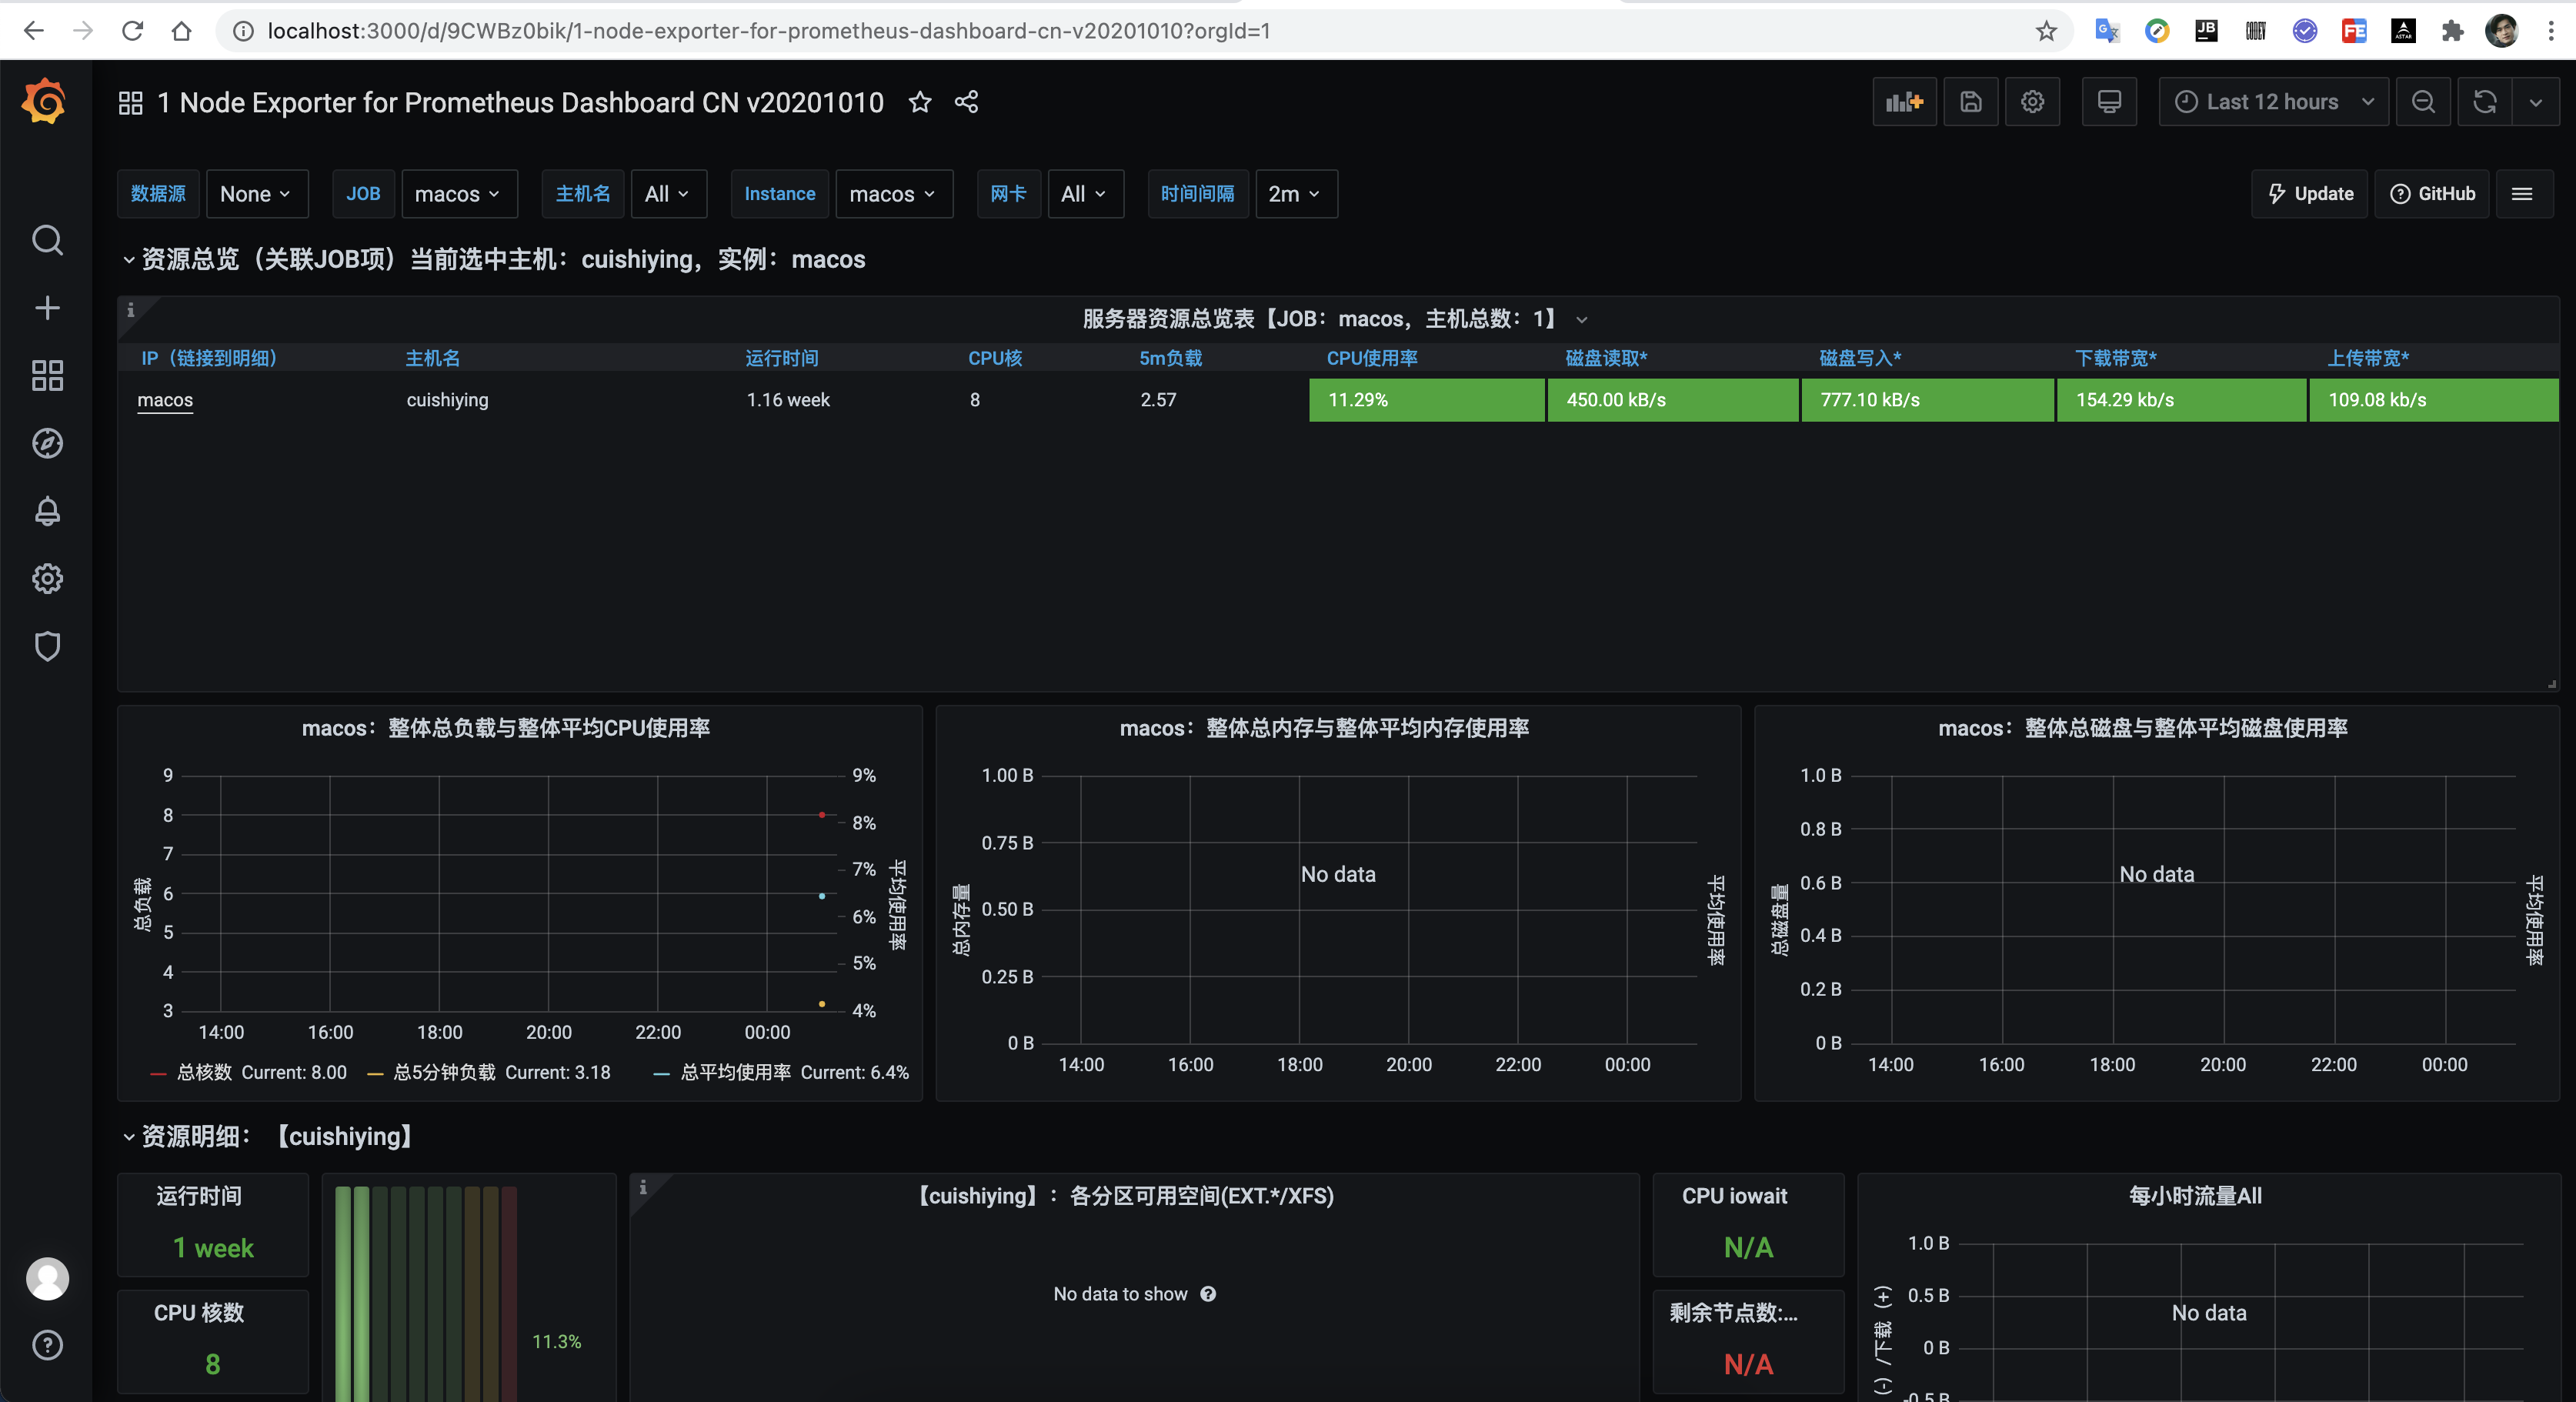 localhost:3000/d/9CWBz0bik/1-node-exporter-for-prometheus-dashboard-cn-v20201010?orgId=1
1 Node Exporter for Prometheus Dashboard CN v20201010
Last 12 hours
数据源 None JOB macos 主机名 All Instance macos 网卡 All 时间间隔 2m Update GitHub
资源总览（关联JOB项）当前选中主机：cuishiying，实例：macos
服务器资源总览表【JOB：macos，主机总数：1】
IP（链接到明细） 主机名 运行时间 CPU核 5m负载 CPU使用率 磁盘读取* 磁盘写入* 下载带宽* 上传带宽*
macos cuishiying 1.16 week 8 2.57 11.29% 450.00 kB/s 777.10 kB/s 154.29 kb/s 109.08 kb/s
macos：整体总负载与整体平均CPU使用率
9
8
7
6
5
4
3
9%
8%
7%
6%
5%
4%
总负载
平均使用率
14:00 16:00 18:00 20:00 22:00 00:00
总核数 Current: 8.00 总5分钟负载 Current: 3.18 总平均使用率 Current: 6.4%
macos：整体总内存与整体平均内存使用率
1.00 B
0.75 B
0.50 B
0.25 B
0 B
No data
总内存量
平均使用率
14:00 16:00 18:00 20:00 22:00 00:00
macos：整体总磁盘与整体平均磁盘使用率
1.0 B
0.8 B
0.6 B
0.4 B
0.2 B
0 B
No data
总磁盘量
平均使用率
14:00 16:00 18:00 20:00 22:00 00:00
资源明细：【cuishiying】
运行时间
1 week
CPU 核数
8
11.3%
【cuishiying】：各分区可用空间(EXT.*/XFS)
No data to show
CPU iowait
N/A
剩余节点数:...
N/A
每小时流量All
1.0 B
0.5 B
0 B
-0.5 B
No data
(-) /下载 (+)